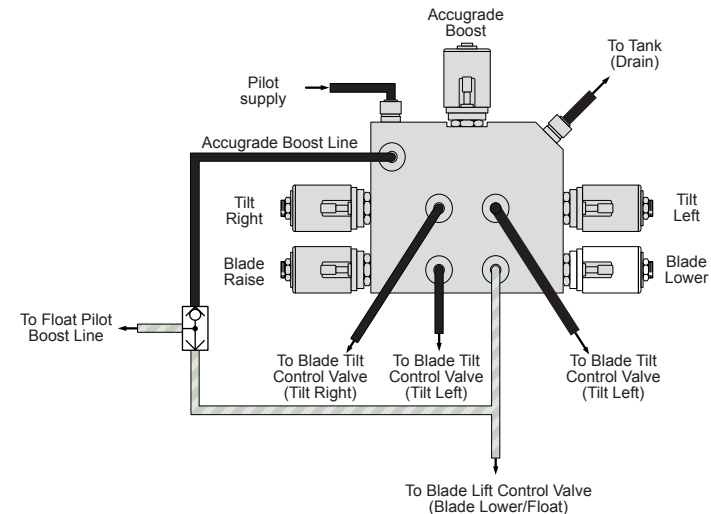 Accugrade
Boost
To Tank
(Drain)
Pilot
supply
Accugrade Boost Line
Tilt
Right
Tilt
Left
Blade
Raise
Blade
Lower
To Float Pilot
Boost Line
To Blade Tilt
Control Valve
(Tilt Right)
To Blade Tilt
Control Valve
(Tilt Left)
To Blade Tilt
Control Valve
(Tilt Left)
To Blade Lift Control Valve
(Blade Lower/Float)